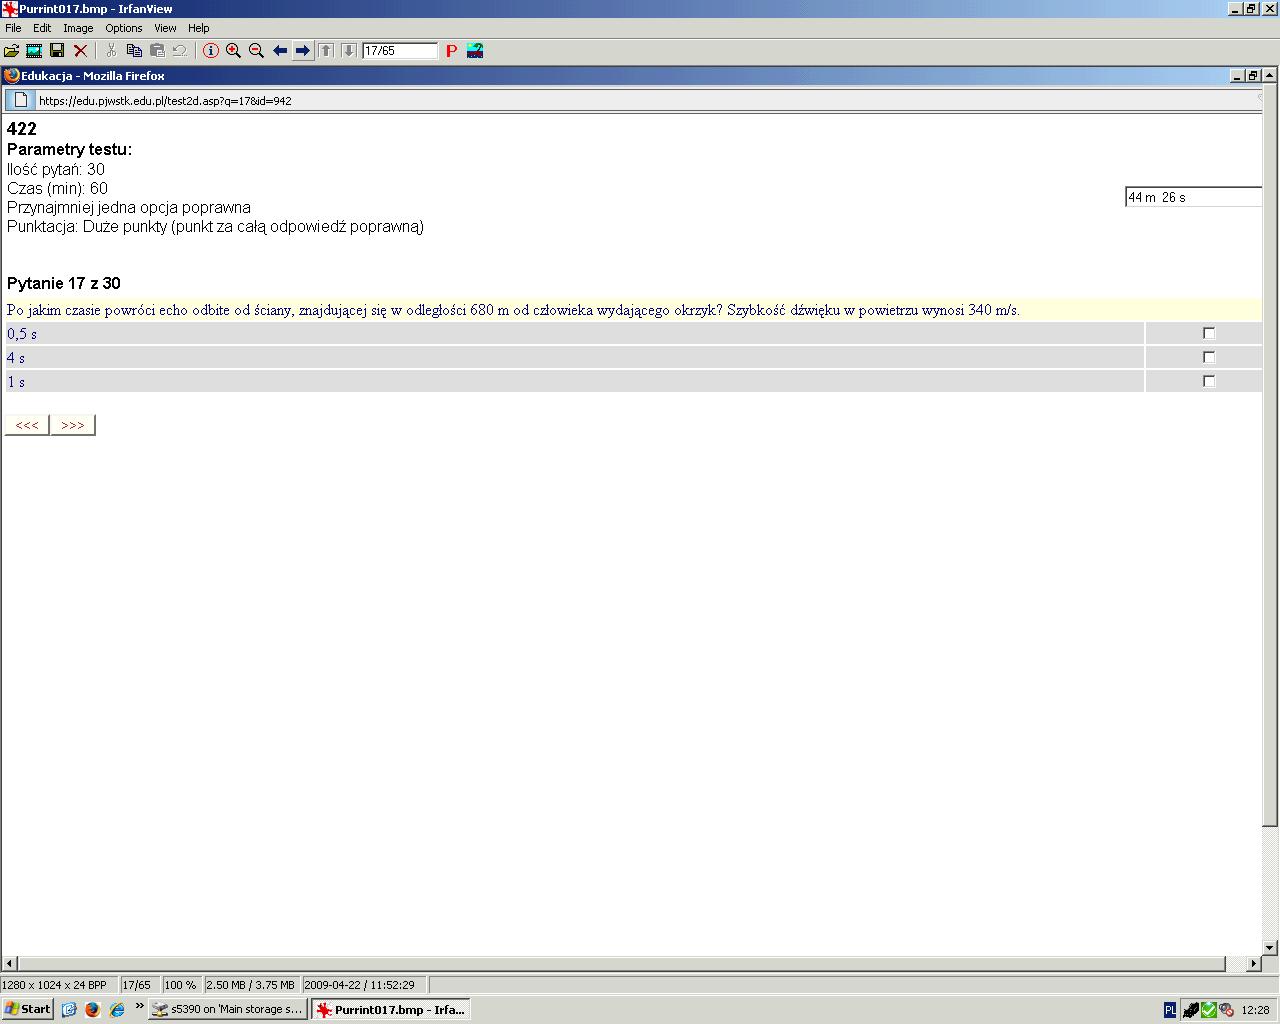 Purrint017.bmp - IrfanView
File Edit Image Options View Help
17/65
Edukacja - Mozilla Firefox
https://edu.pjwstk.edu.pl/test2d.asp?q=17&id=942
422
Parametry testu:
Ilość pytań: 30
Czas (min): 60
44 m 26 s
Przynajmniej jedna opcja poprawna
Punktacja: Duże punkty (punkt za całą odpowiedź poprawną)
Pytanie 17 z 30
Po jakim czasie powróci echo odbite od ściany, znajdującej się w odległości 680 m od człowieka wydającego okrzyk? Szybkość dźwięku w powietrzu wynosi 340 m/s.
0,5 s
4 s
1 s
<<< >>>
1280 x 1024 x 24 BPP 17/65 100 % 2.50 MB / 3.75 MB 2009-04-22 / 11:52:29
Start » s5390 on 'Main storage s... Purrint017.bmp - Irfa... PL 12:28